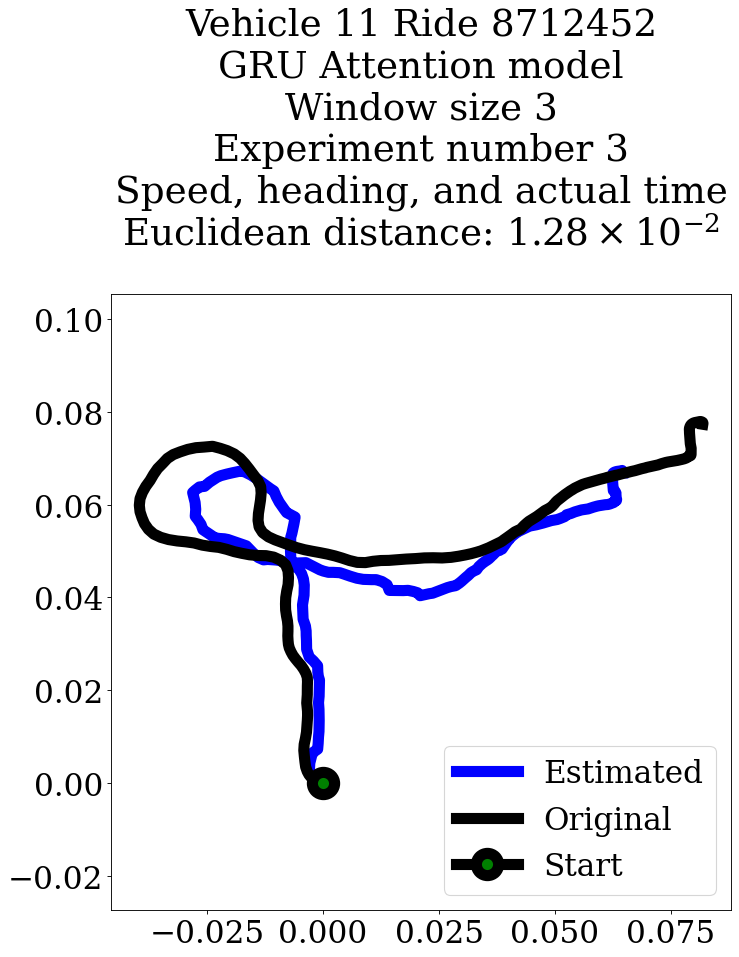 Vehicle 11 Ride 8712452
GRU Attention model
Window size 3
Experiment number 3
Speed, heading, and actual time
Euclidean distance: 1.28 × 10⁻²
0.10
0.08
0.06
0.04
0.02
0.00
−0.02
−0.025 0.000 0.025 0.050 0.075
Estimated
Original
Start